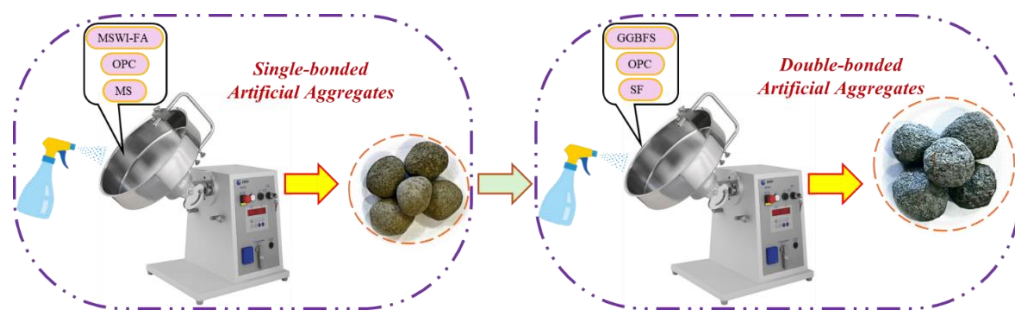 MSWI-FA
OPC
MS
Single-bonded
Artificial Aggregates
GGBFS
OPC
SF
Double-bonded
Artificial Aggregates